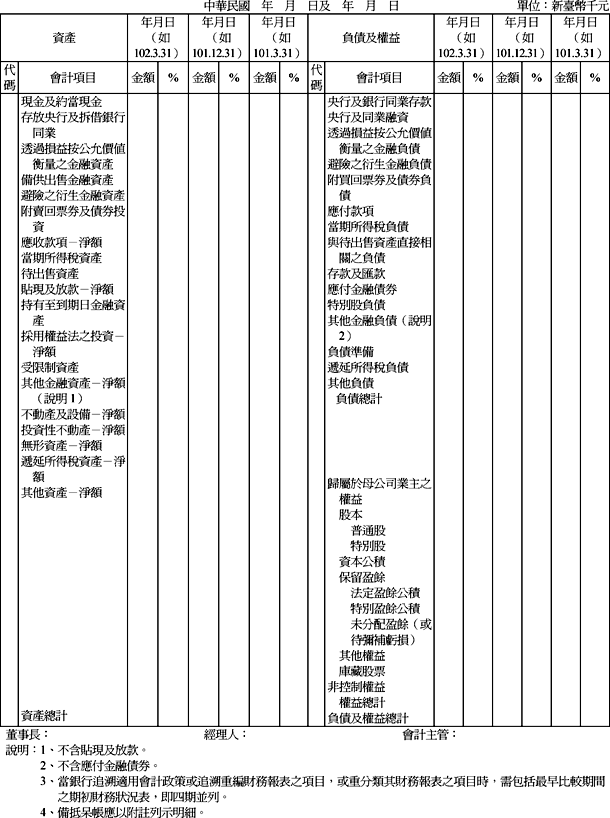 中華民國　年　月　日及　年　月　日　單位：新臺幣千元
資產　年月日（如102.3.31）　年月日（如101.12.31）　年月日（如101.3.31）　負債及權益　年月日（如102.3.31）　年月日（如101.12.31）　年月日（如101.3.31）
代碼　會計項目　金額　%　金額　%　金額　%　代碼　會計項目　金額　%　金額　%　金額　%
現金及約當現金
存放央行及拆借銀行
同業
透過損益按公允價值
衡量之金融資產
備供出售金融資產
避險之衍生金融資產
附賣回票券及債券投
資
應收款項－淨額
當期所得稅資產
待出售資產
貼現及放款－淨額
持有至到期日金融資
產
採用權益法之投資－
淨額
受限制資產
其他金融資產－淨額
（說明1）
不動產及設備－淨額
投資性不動產－淨額
無形資產－淨額
遞延所得稅資產－淨
額
其他資產－淨額
資產總計
央行及銀行同業存款
央行及同業融資
透過損益按公允價值
衡量之金融負債
避險之衍生金融負債
附買回票券及債券負
債
應付款項
當期所得稅負債
與待出售資產直接相
關之負債
存款及匯款
應付金融債券
特別股負債
其他金融負債（說明
2）
負債準備
遞延所得稅負債
其他負債
負債總計
歸屬於母公司業主之
權益
股本
普通股
特別股
資本公積
保留盈餘
法定盈餘公積
特別盈餘公積
未分配盈餘（或
待彌補虧損）
其他權益
庫藏股票
非控制權益
權益總計
負債及權益總計
董事長：　經理人：　會計主管：
說明：1、不含貼現及放款。
2、不含應付金融債券。
3、當銀行追溯適用會計政策或追溯重編財務報表之項目，或重分類其財務報表之項目時，需包括最早比較期間
之期初財務狀況表，即四期並列。
4、備抵呆帳應以附註列示明細。